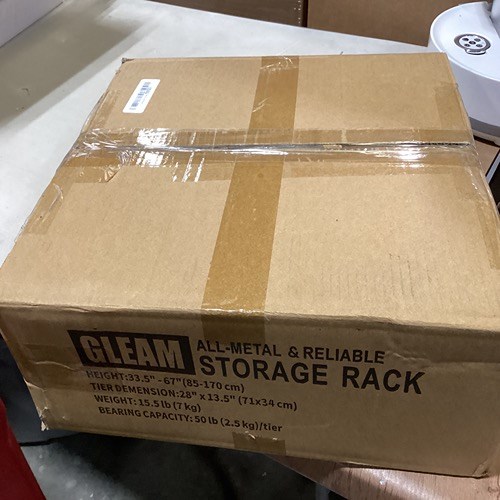 GLEAM
ALL-METAL & RELIABLE
STORAGE RACK
HEIGHT:33.5" - 67"(85-170 cm)
TIER DEMENSION:28" x 13.5" (71x34 cm)
WEIGHT: 15.5 lb (7 kg)
BEARING CAPACITY: 50 lb (2.5 kg)/tier